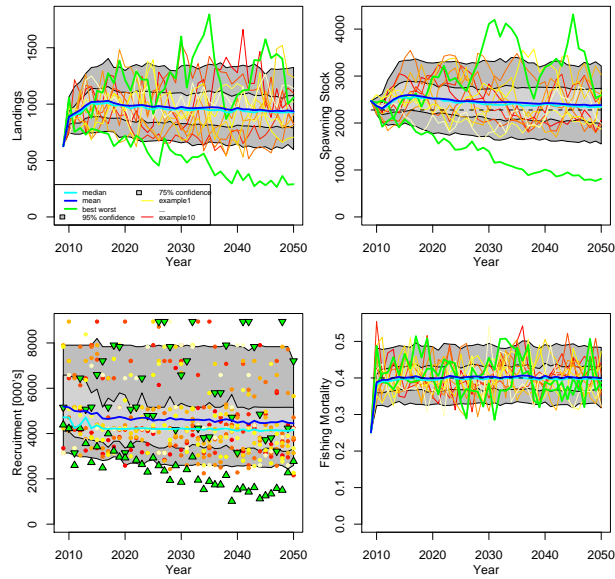 Landings
0
500
1000
1500
2010
2020
2030
2040
2050
Year
median
mean
best worst
95% confidence
75% confidence
example1
...
example10
Spawning Stock
0
1000
2000
3000
4000
2010
2020
2030
2040
2050
Year
Recruitment [000's]
0
2000
4000
6000
8000
2010
2020
2030
2040
2050
Year
Fishing Mortality
0.0
0.1
0.2
0.3
0.4
0.5
2010
2020
2030
2040
2050
Year